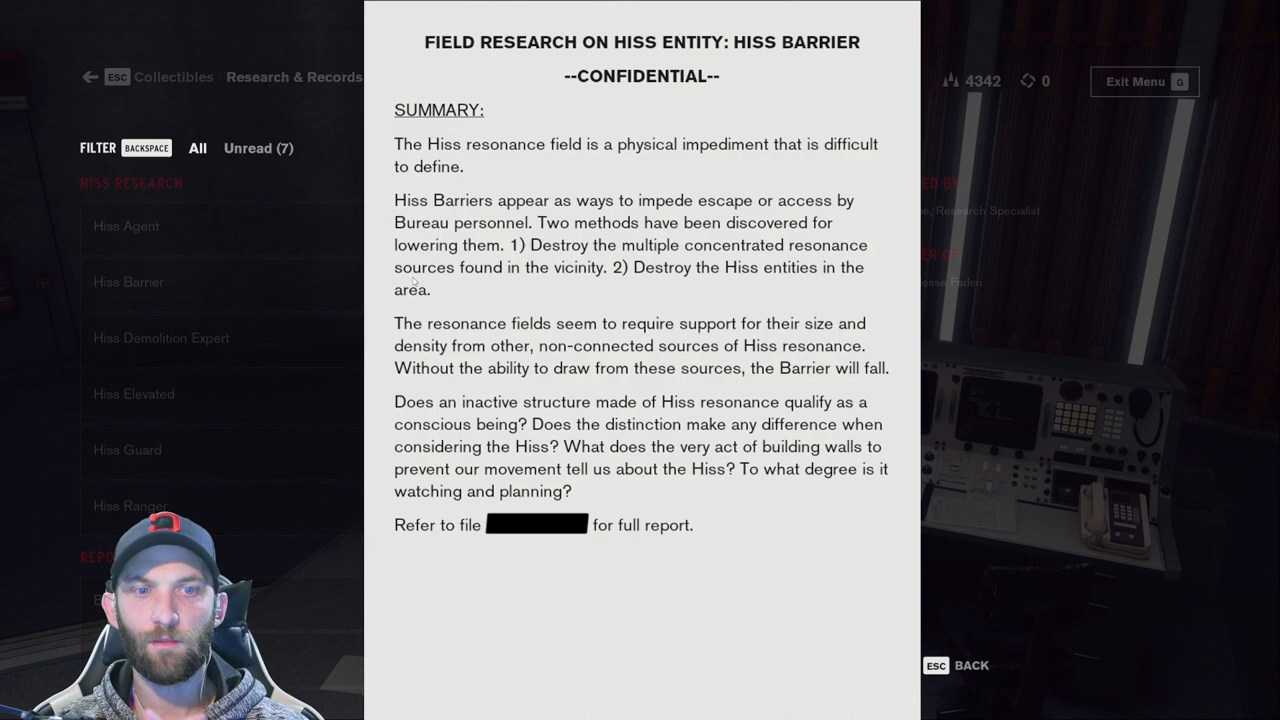 FIELD RESEARCH ON HISS ENTITY: HISS BARRIER
--CONFIDENTIAL--
SUMMARY:
The Hiss resonance field is a physical impediment that is difficult
to define.
Hiss Barriers appear as ways to impede escape or access by
Bureau personnel. Two methods have been discovered for
lowering them. 1) Destroy the multiple concentrated resonance
sources found in the vicinity. 2) Destroy the Hiss entities in the
area.
The resonance fields seem to require support for their size and
density from other, non-connected sources of Hiss resonance.
Without the ability to draw from these sources, the Barrier will fall.
Does an inactive structure made of Hiss resonance qualify as a
conscious being? Does the distinction make any difference when
considering the Hiss? What does the very act of building walls to
prevent our movement tell us about the Hiss? To what degree is it
watching and planning?
Refer to file for full report.
ESC Collectibles / Research & Records
4342 0 Exit Menu G
FILTER BACKSPACE All Unread (7)
HISS RESEARCH
Hiss Agent
Hiss Barrier
Hiss Demolition Expert
Hiss Elevated
Hiss Guard
Hiss Ranger
Research Specialist
Faden
ESC BACK